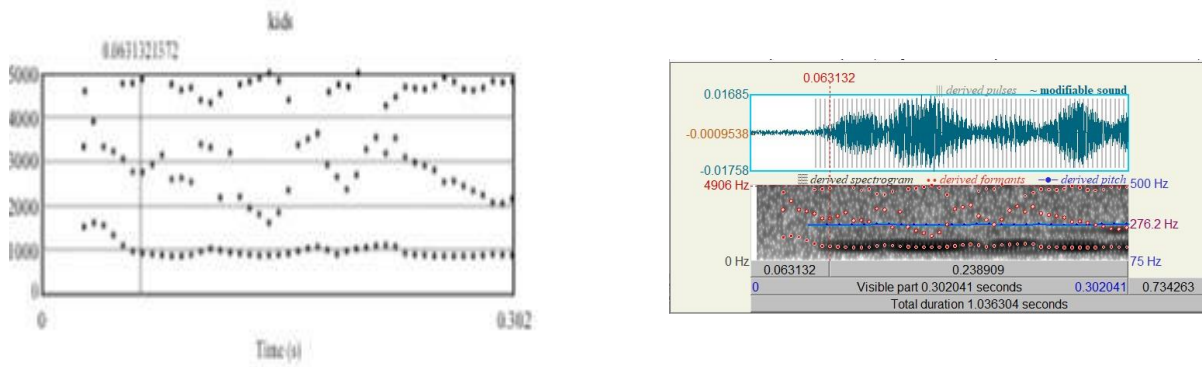 kids
0.0631321372
5000
4000
3000
2000
1000
0
0
0.302
Time (s)
0.063132
derived pulses ~ modifiable sound
0.01685
-0.0009538
-0.01758
derived spectrogram derived formants derived pitch
4906 Hz
500 Hz
276.2 Hz
0 Hz
75 Hz
0.063132 0.238909
0 Visible part 0.302041 seconds 0.302041 0.734263
Total duration 1.036304 seconds